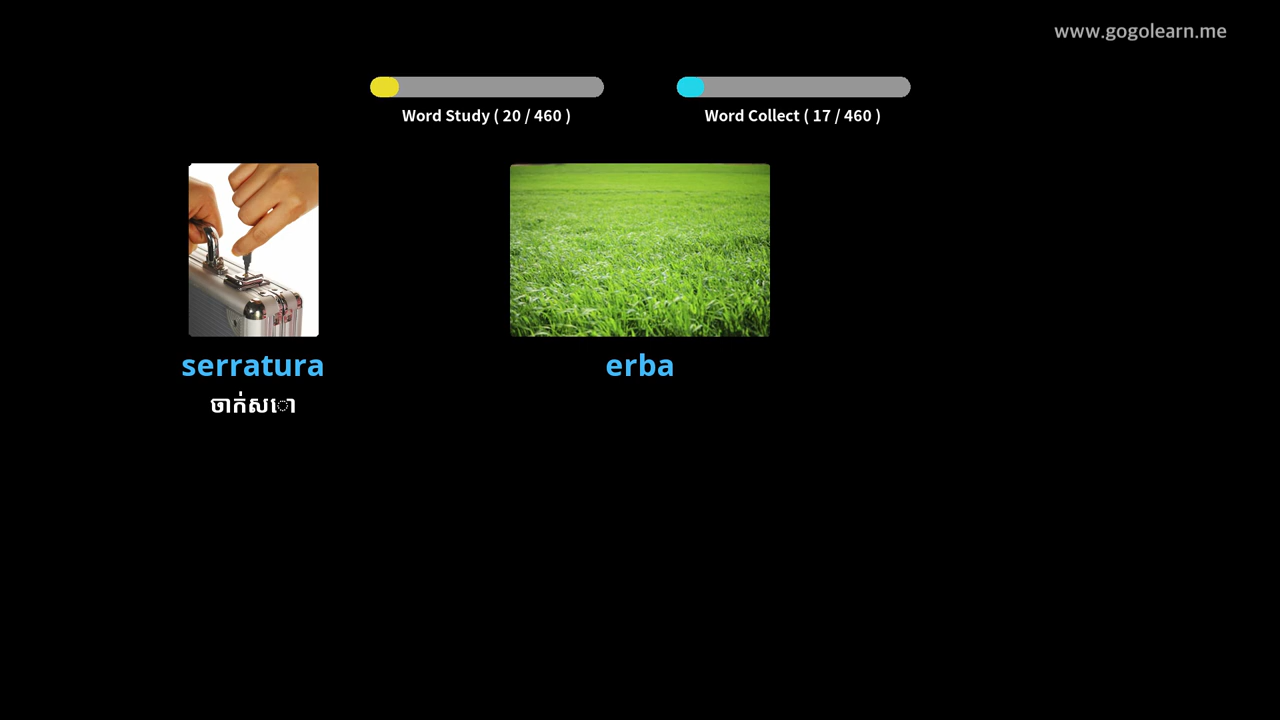 www.gogolearn.me
Word Study ( 20 / 460 )
Word Collect ( 17 / 460 )
serratura
ចាក់សោ
erba